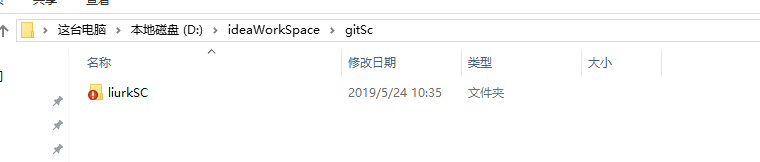 共享 查看
这台电脑 › 本地磁盘 (D:) › ideaWorkSpace › gitSc
名称 修改日期 类型 大小
liurkSC 2019/5/24 10:35 文件夹